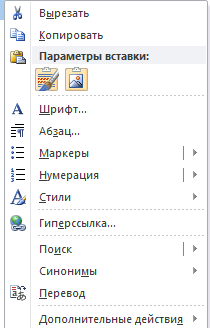 Вырезать
Копировать
Параметры вставки:
Шрифт...
Абзац...
Маркеры
Нумерация
Стили
Гиперссылка...
Поиск
Синонимы
Перевод
Дополнительные действия